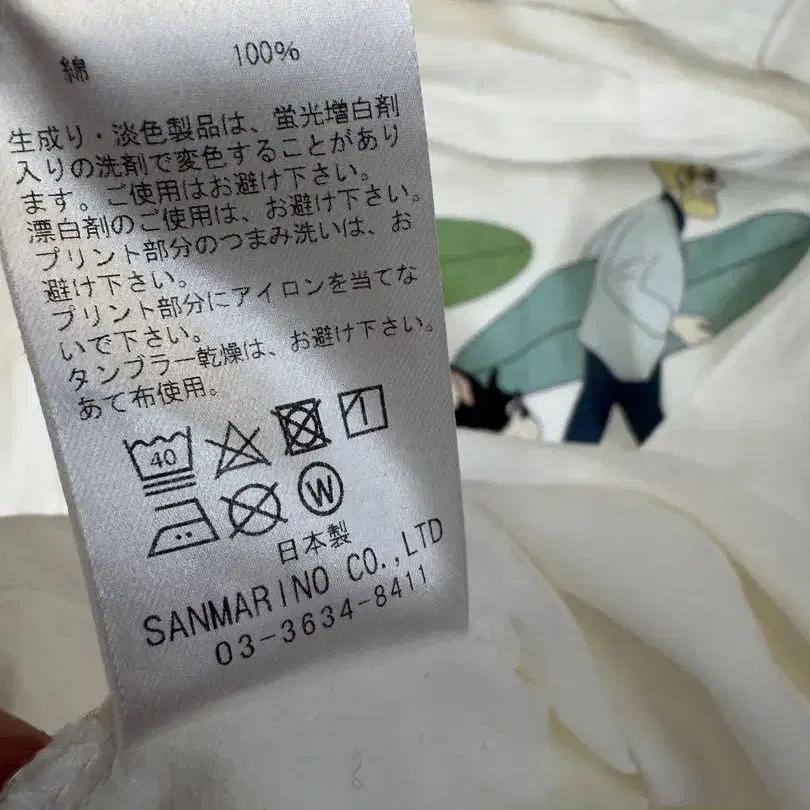 綿 100%
生成り・淡色製品は、蛍光増白剤
入りの洗剤で変色することがあり
ます。ご使用はお避け下さい。
漂白剤のご使用は、お避け下さい。
プリント部分のつまみ洗いは、お
避け下さい。
プリント部分にアイロンを当てな
いで下さい。
タンブラー乾燥は、お避け下さい。
あて布使用。
40
W
日本製
SANMARINO CO.,LTD
03-3634-8411